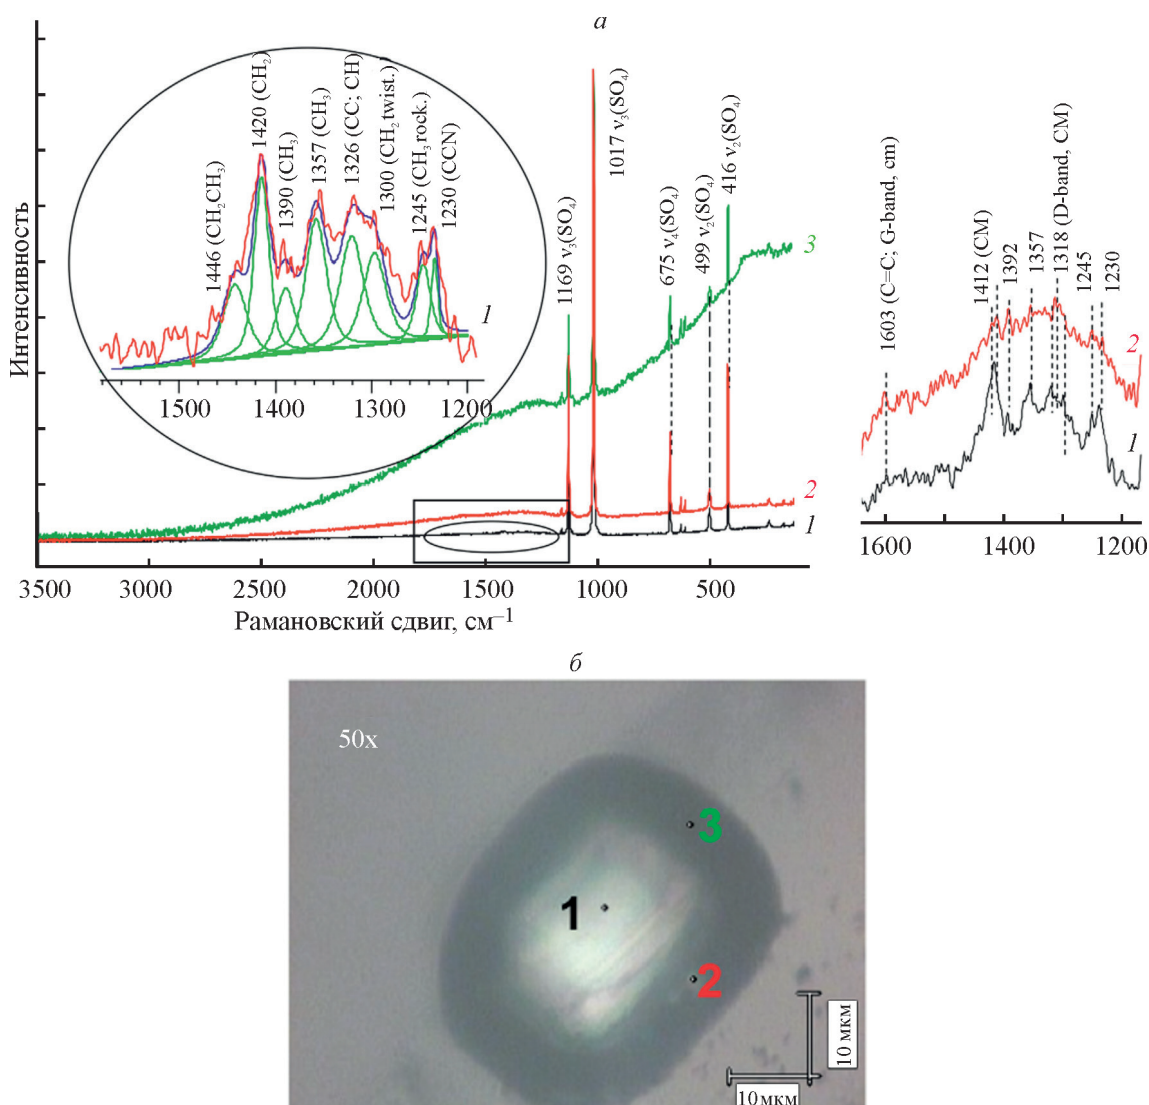 а
Интенсивность
1446 (CH2CH3)
1420 (CH2)
1390 (CH3)
1357 (CH3)
1326 (CC; CH)
1300 (CH2 twist.)
1245 (CH3 rock.)
1230 (CCN)
1
1500 1400 1300 1200
1169 ν3(SO4)
1017 ν3(SO4)
675 ν4(SO4)
499 ν2(SO4)
416 ν2(SO4)
3
2
1
3500 3000 2500 2000 1500 1000 500
Рамановский сдвиг, см–1
1603 (C=C; G-band, cm)
1412 (CM)
1392
1357
1318 (D-band, CM)
1245
1230
2
1
1600 1400 1200
б
50x
3
1
2
10 мкм
10 мкм